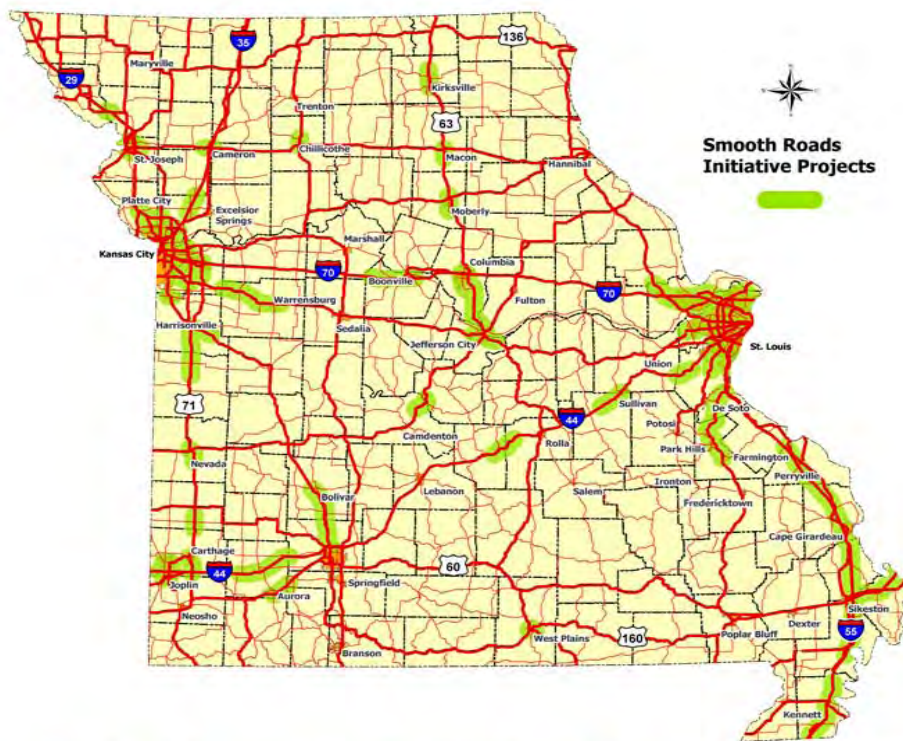 136
35
Maryville
29
Kirksville
Trenton
63
Smooth Roads
Initiative Projects
St. Joseph
Cameron
Chillicothe
Macon
Hannibal
Platte City
Excelsior
Springs
Moberly
Marshall
Kansas City
Columbia
70
Boonville
Fulton
70
Warrensburg
Harrisonville
Sedalia
Jefferson City
St. Louis
Union
71
Sullivan
De Soto
44
Potosi
Camdenton
Rolla
Park Hills
Farmington
Nevada
Perryville
Lebanon
Salem
Ironton
Bolivar
Fredericktown
Cape Girardeau
Carthage
44
60
Joplin
Springfield
Aurora
Sikeston
Neosho
Dexter
West Plains
160
Poplar Bluff
55
Branson
Kennett